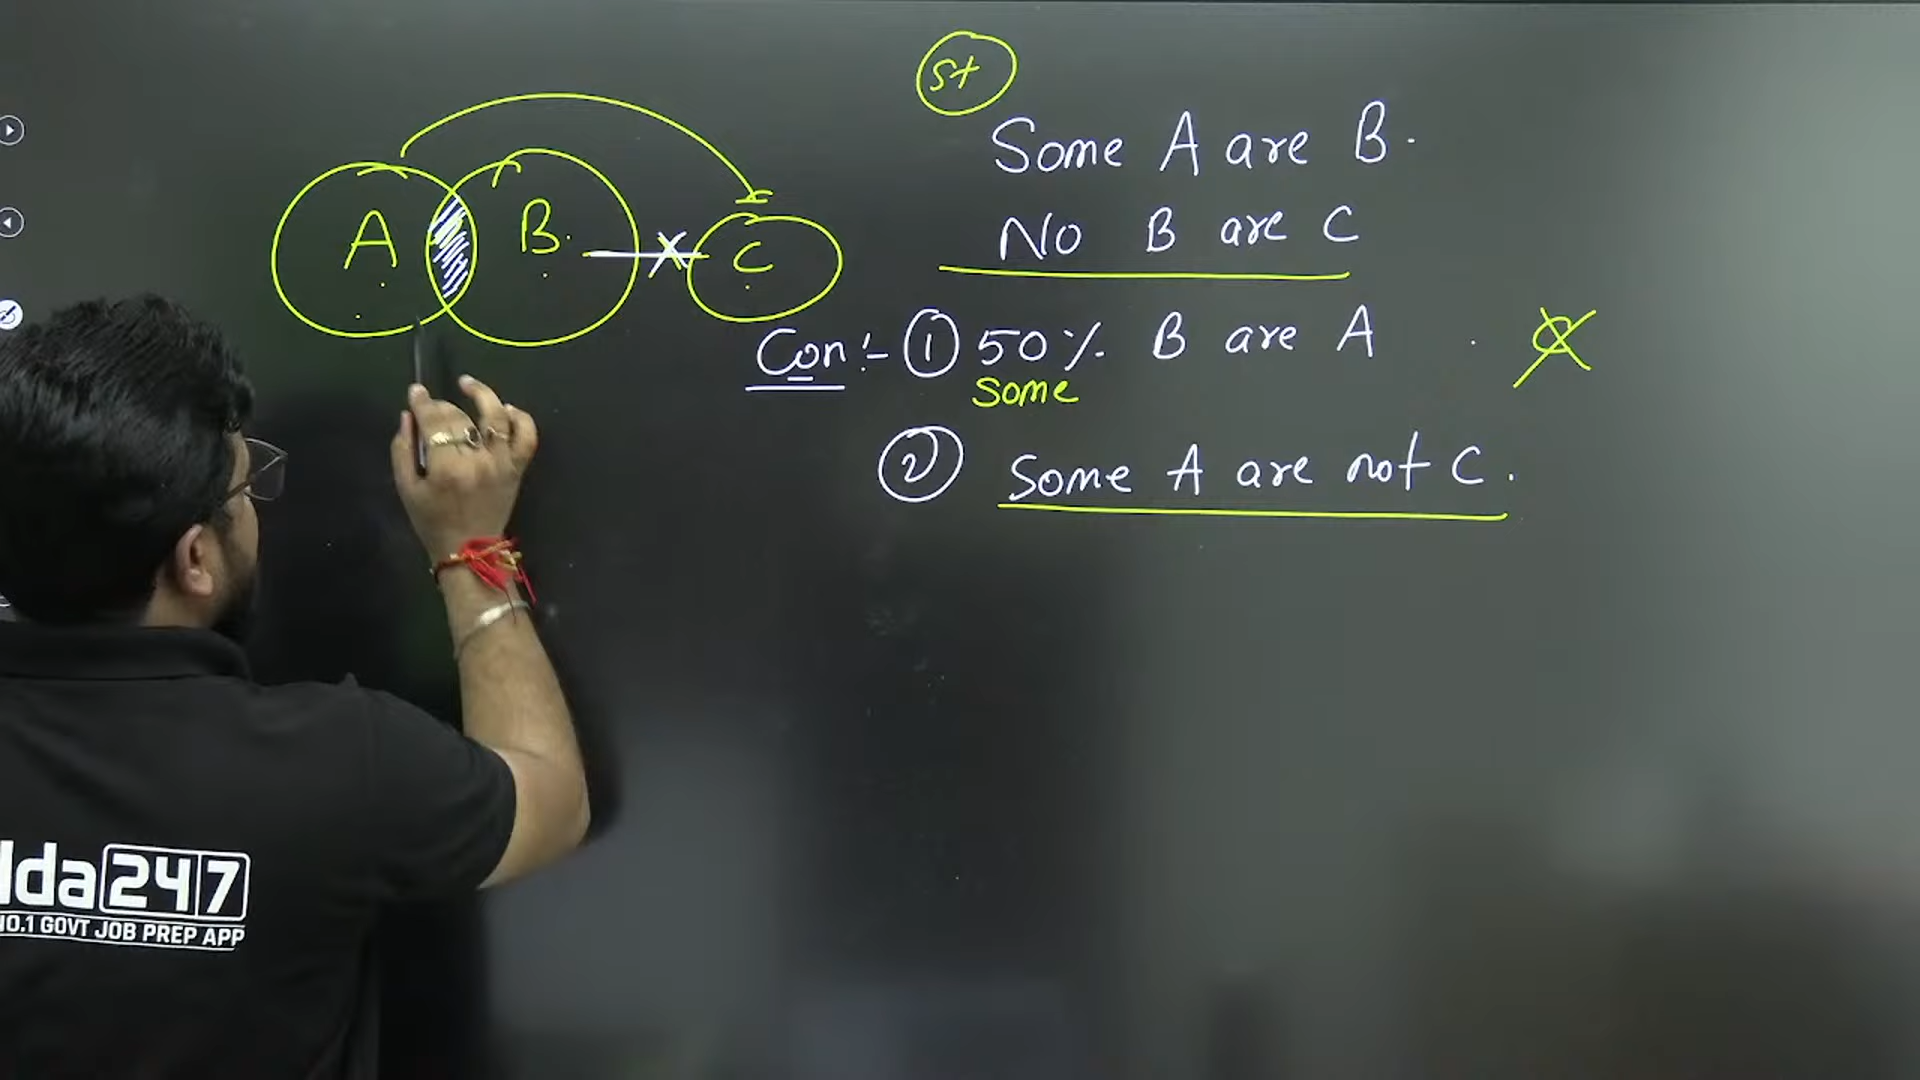 St
Some A are B.
No B are C
A B. C
Con:- ① 50% B are A
Some
② Some A are not C.
da247
NO.1 GOVT JOB PREP APP